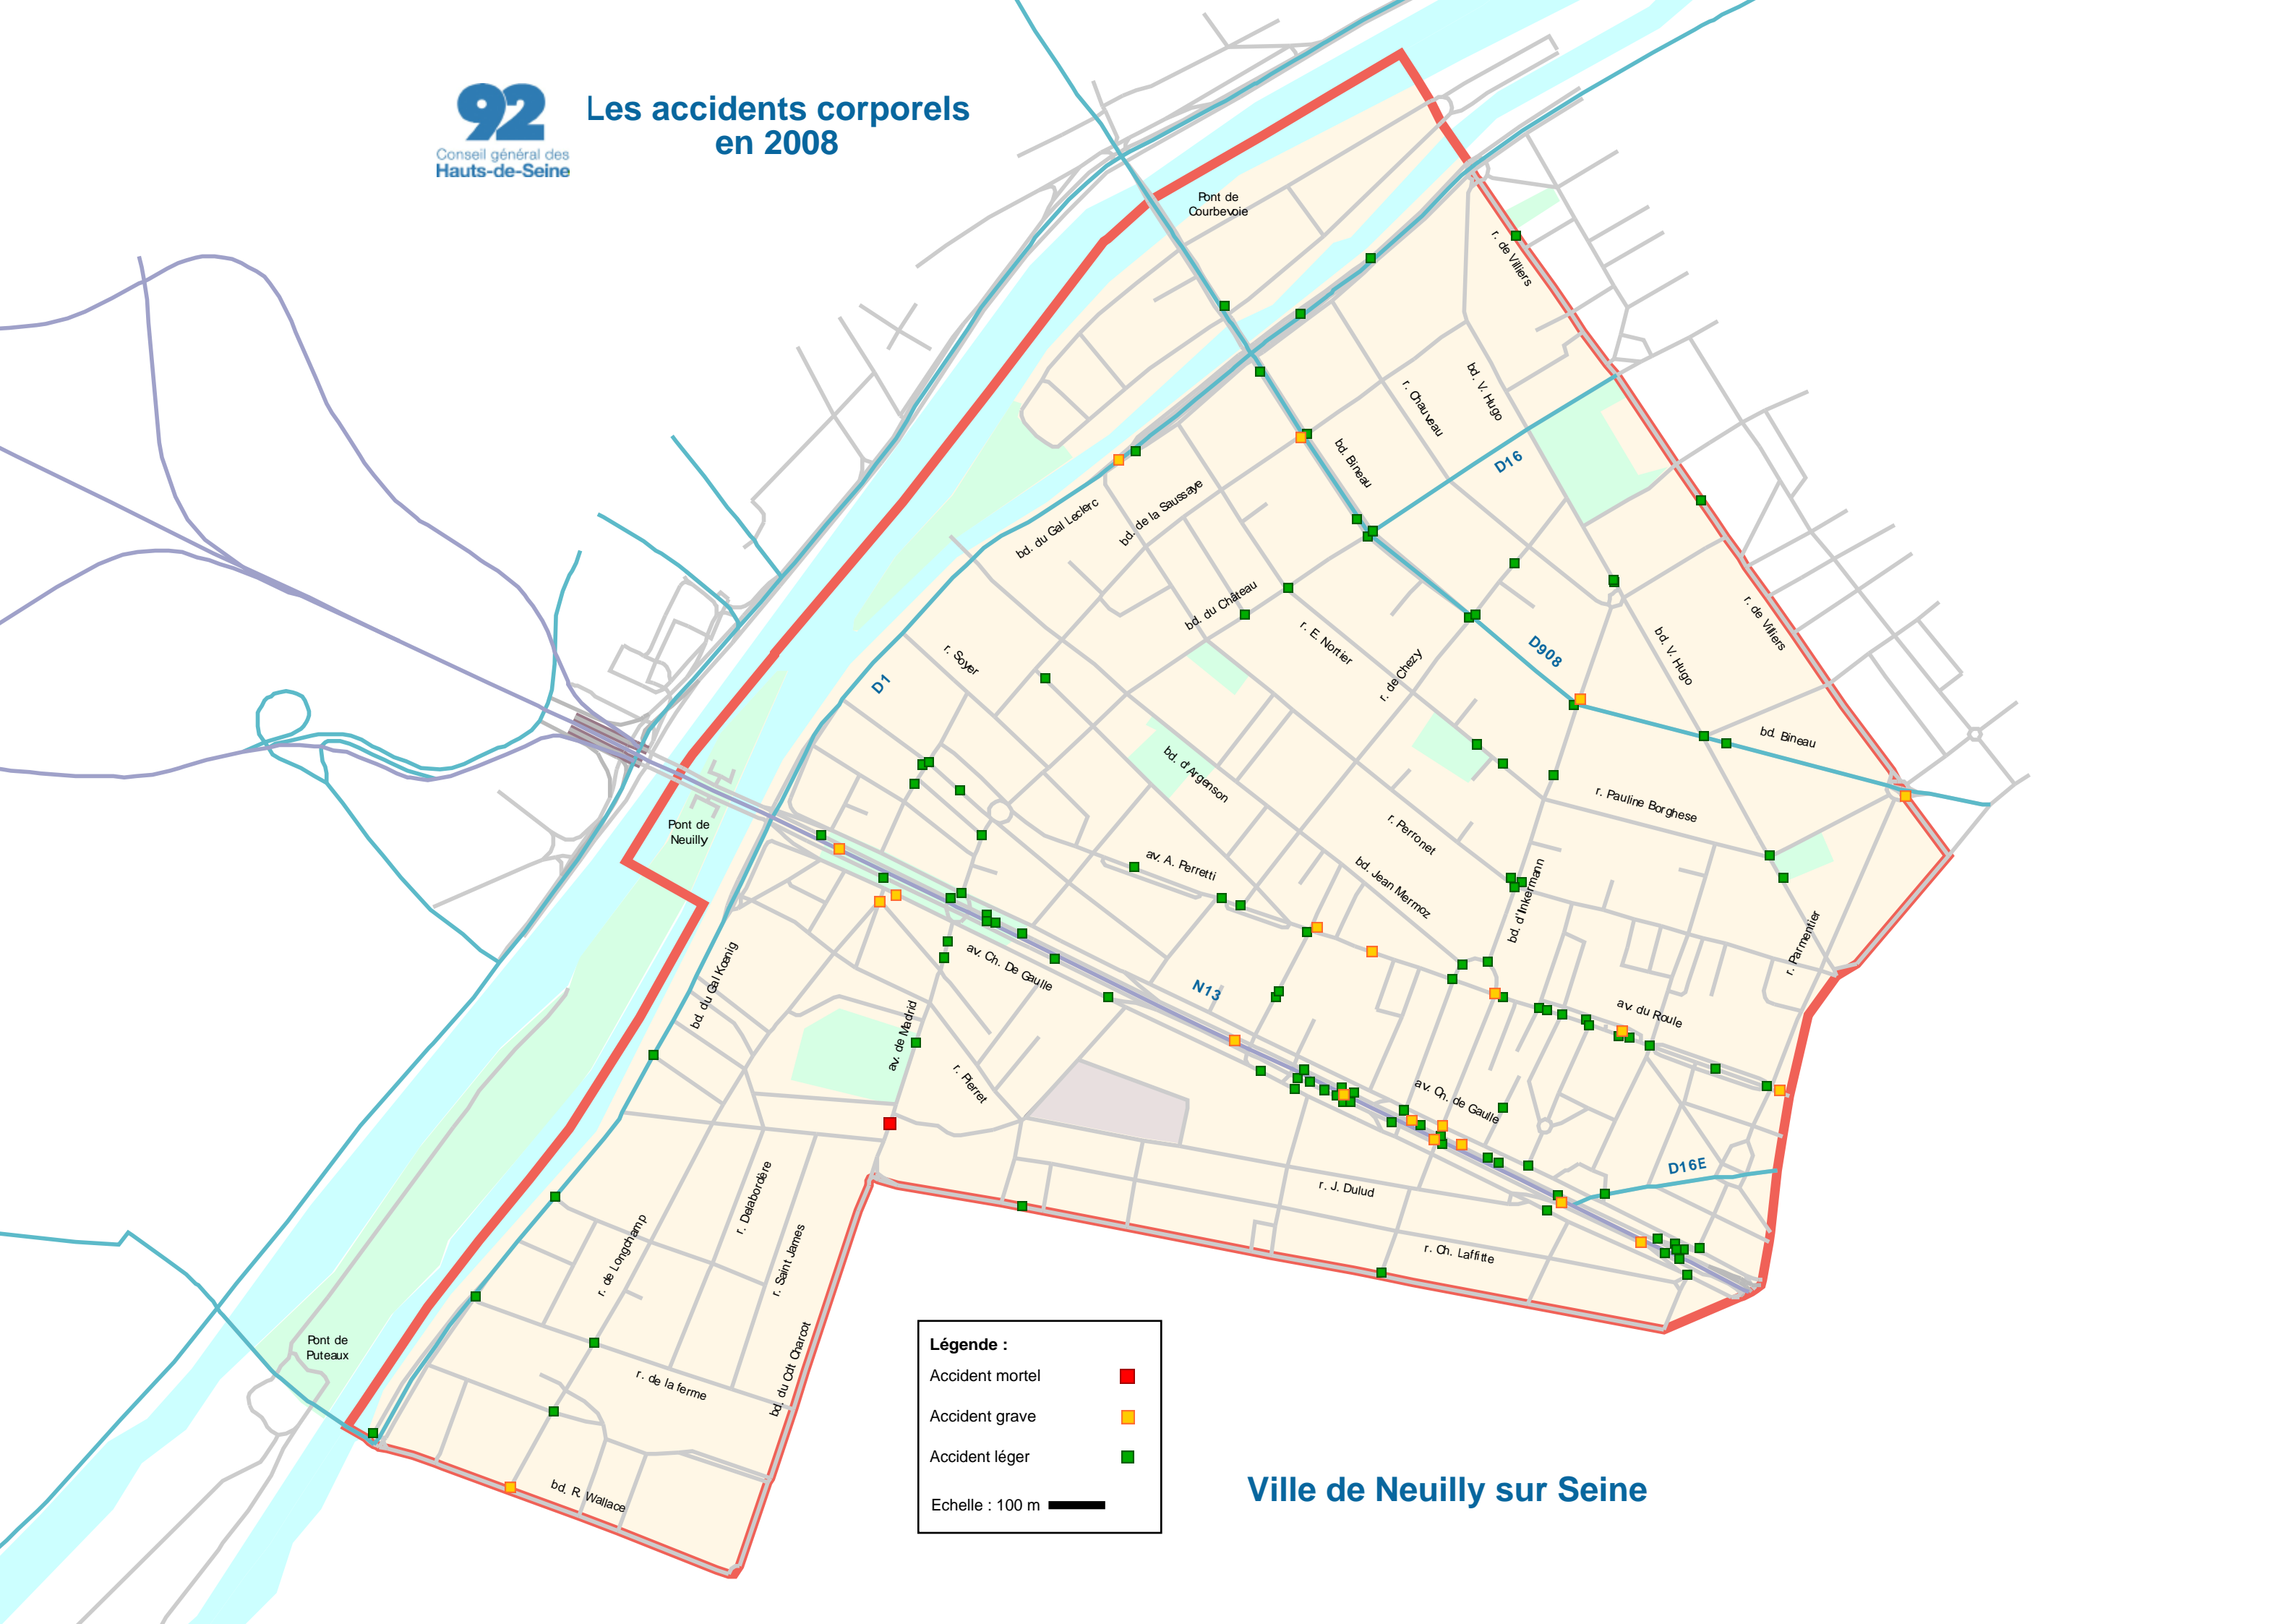 92
Conseil général des
Hauts-de-Seine
Les accidents corporels
en 2008
Pont de
Courbevoie
r. de Villiers
bd. V. Hugo
r. Chauveau
bd. Bineau
D16
bd. de la Saussaye
bd. du Gal Leclerc
bd. du Château
r. E. Nortier
r. de Chezy
D908
bd. V. Hugo
r. de Villiers
r. Soyer
D1
bd. Bineau
bd. d'Argenson
r. Pauline Borghese
Pont de
Neuilly
r. Perronet
av. A. Perretti
bd. Jean Mermoz
bd. d'Inkermann
r. Parmentier
bd. du Gal Koenig
av. Ch. De Gaulle
N13
av. du Roule
av. de Madrid
r. Pierret
av. Ch. de Gaulle
D16E
r. J. Dulud
r. Delabordère
r. de Longchamp
r. Saint James
r. Ch. Laffitte
Pont de
Puteaux
r. de la ferme
bd. du Cdt Charcot
bd. R. Wallace
Légende :
Accident mortel
Accident grave
Accident léger
Echelle : 100 m
Ville de Neuilly sur Seine